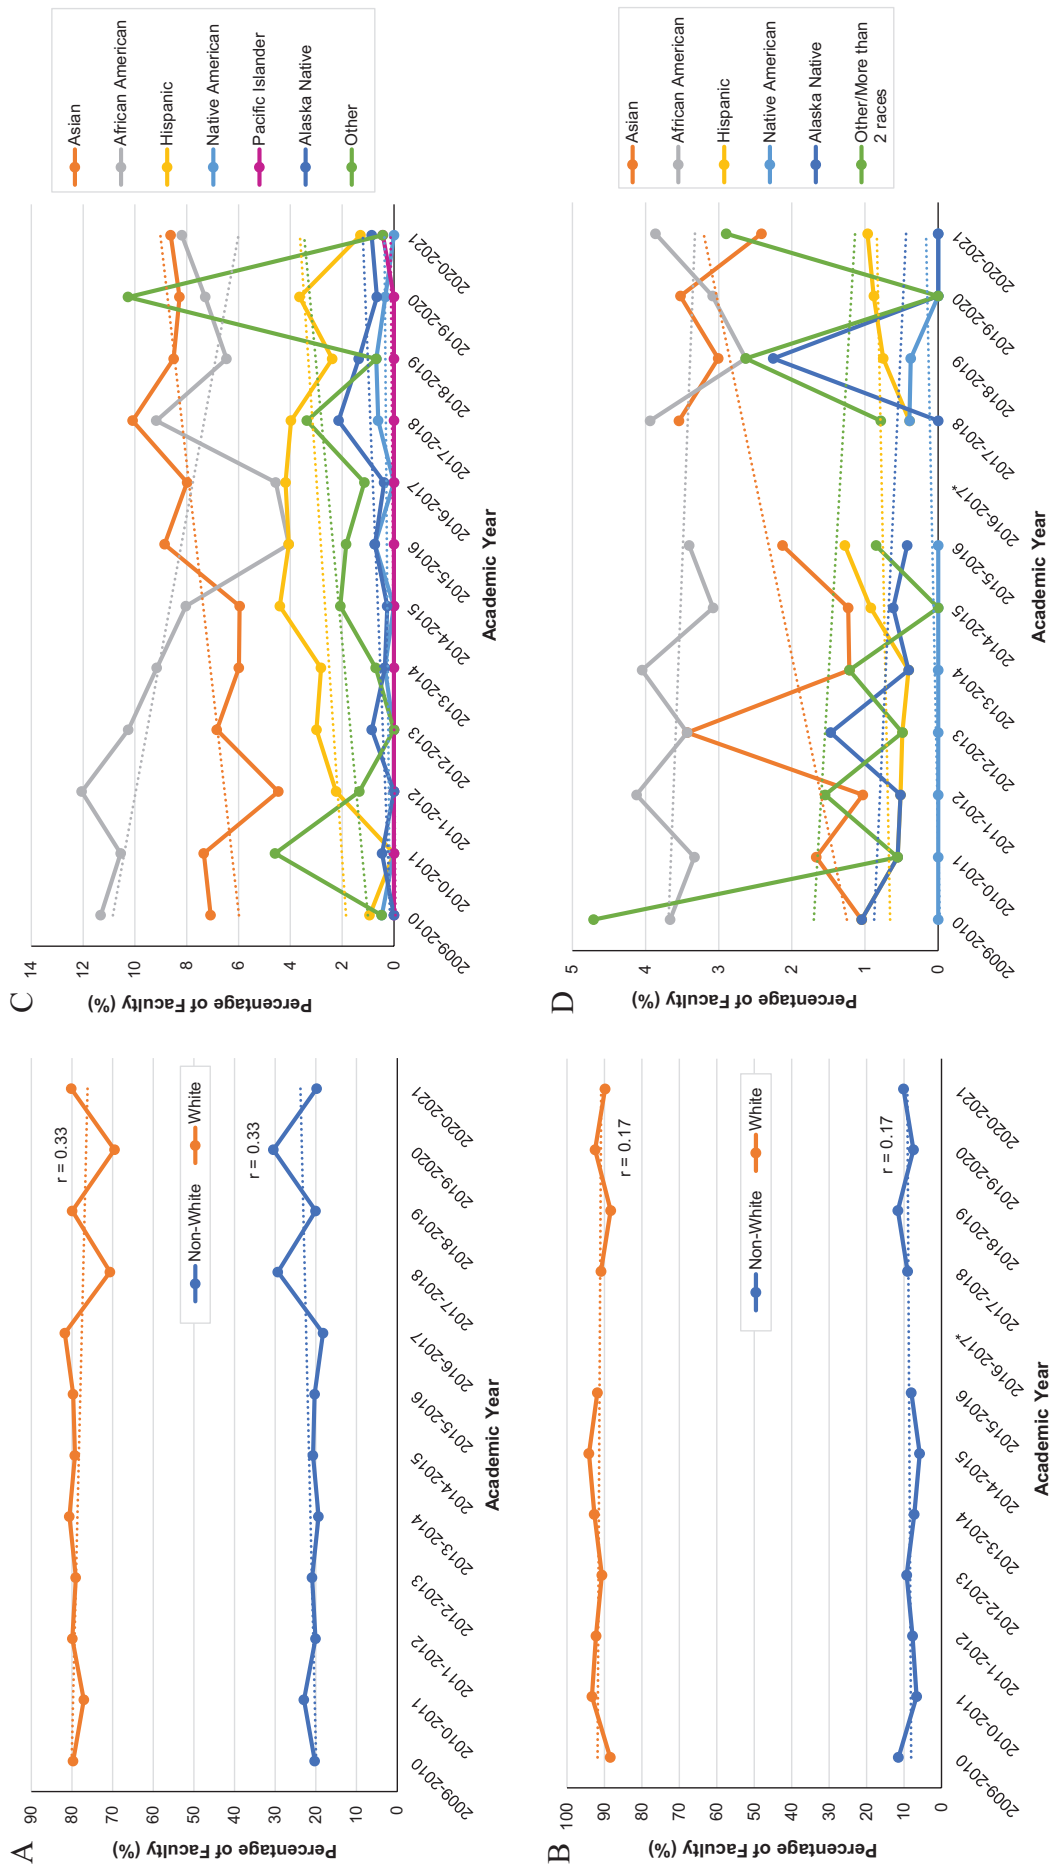 A
Percentage of Faculty (%)
90
80
70
60
50
40
30
20
10
0
r = 0.33
Non-White
White
r = 0.33
2009-2010
2010-2011
2011-2012
2012-2013
2013-2014
2014-2015
2015-2016
2016-2017
2017-2018
2018-2019
2019-2020
2020-2021
Academic Year
B
Percentage of Faculty (%)
100
90
80
70
60
50
40
30
20
10
0
r = 0.17
Non-White
White
r = 0.17
2009-2010
2010-2011
2011-2012
2012-2013
2013-2014
2014-2015
2015-2016
2016-2017*
2017-2018
2018-2019
2019-2020
2020-2021
Academic Year
C
Percentage of Faculty (%)
14
12
10
8
6
4
2
0
2009-2010
2010-2011
2011-2012
2012-2013
2013-2014
2014-2015
2015-2016
2016-2017
2017-2018
2018-2019
2019-2020
2020-2021
Academic Year
Asian
African American
Hispanic
Native American
Pacific Islander
Alaska Native
Other
D
Percentage of Faculty (%)
5
4
3
2
1
0
2009-2010
2010-2011
2011-2012
2012-2013
2013-2014
2014-2015
2015-2016
2016-2017*
2017-2018
2018-2019
2019-2020
2020-2021
Academic Year
Asian
African American
Hispanic
Native American
Alaska Native
Other/More than
2 races